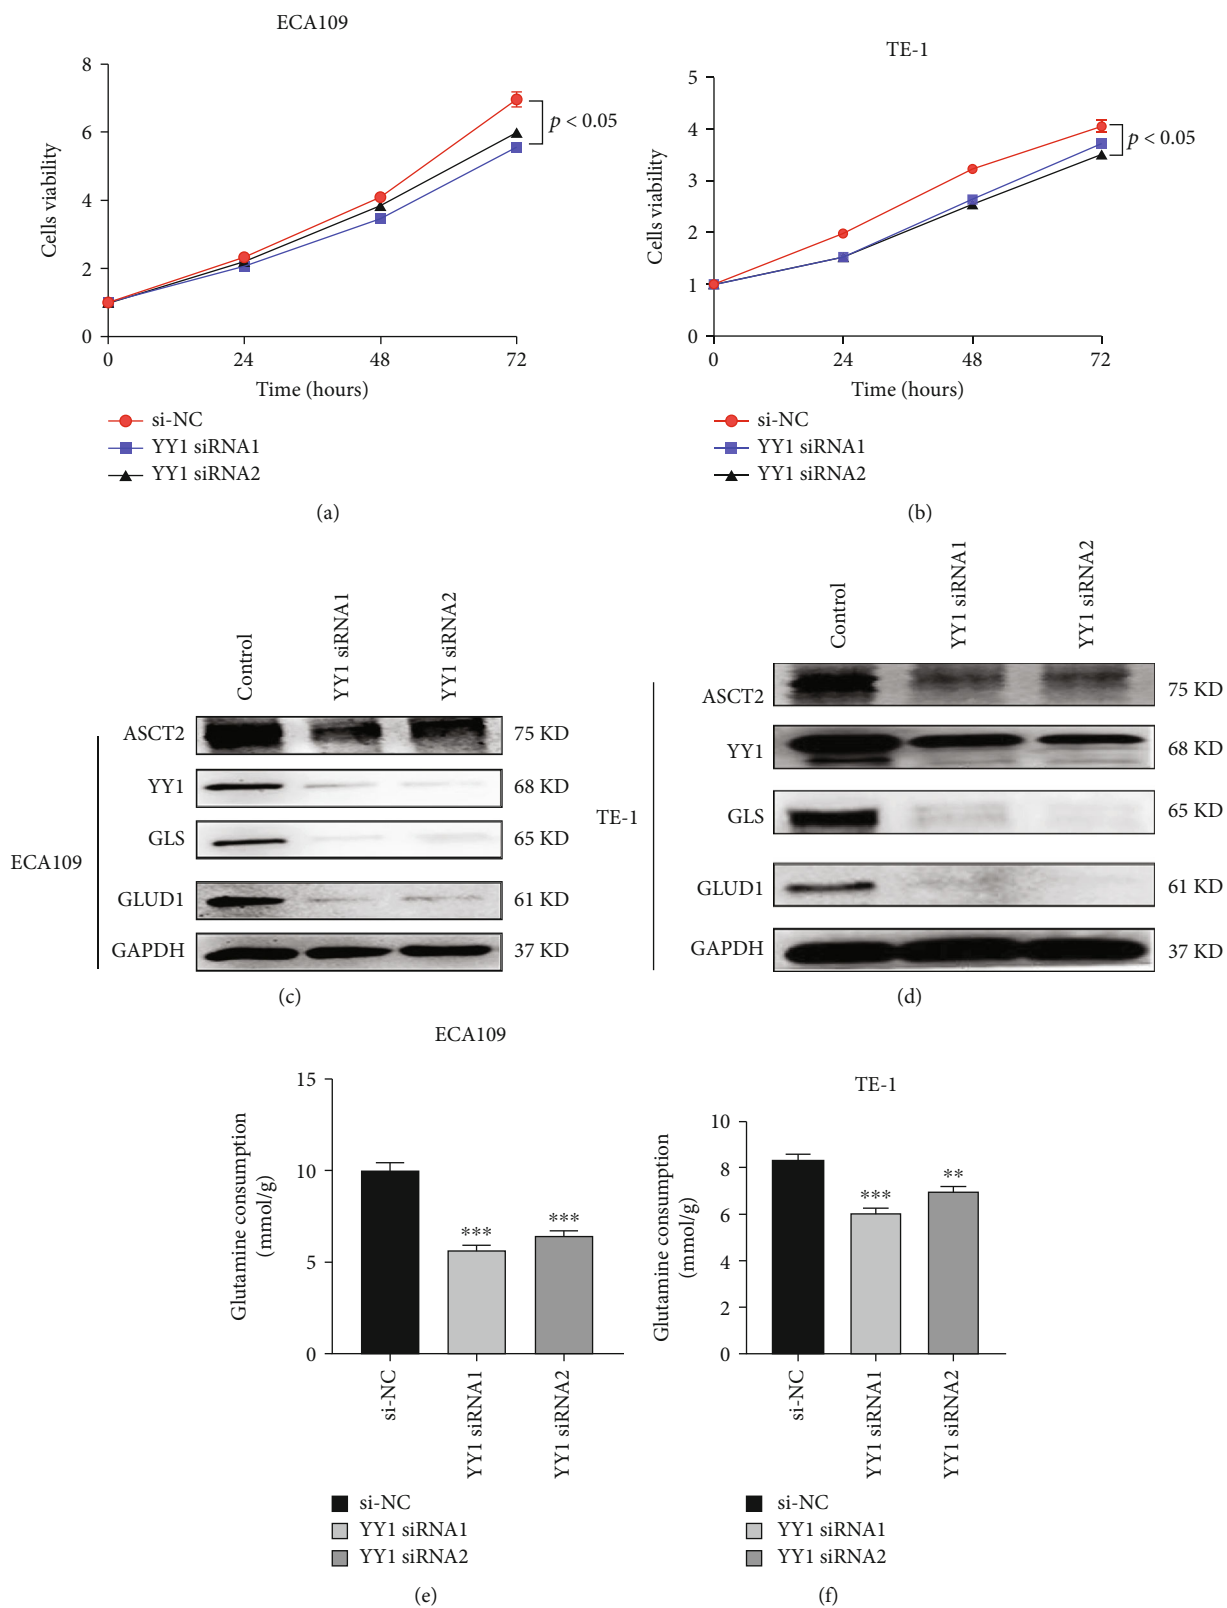 ECA109
Cells viability
8
6
4
2
0
0 24 48 72
p < 0.05
Time (hours)
si-NC
YY1 siRNA1
YY1 siRNA2
(a)
TE-1
Cells viability
5
4
3
2
1
0
0 24 48 72
p < 0.05
Time (hours)
si-NC
YY1 siRNA1
YY1 siRNA2
(b)
Control YY1 siRNA1 YY1 siRNA2
ECA109
ASCT2 75 KD
YY1 68 KD
GLS 65 KD
GLUD1 61 KD
GAPDH 37 KD
(c)
Control YY1 siRNA1 YY1 siRNA2
TE-1
ASCT2 75 KD
YY1 68 KD
GLS 65 KD
GLUD1 61 KD
GAPDH 37 KD
(d)
ECA109
Glutamine consumption
(mmol/g)
15
10
5
0
*** ***
si-NC YY1 siRNA1 YY1 siRNA2
si-NC
YY1 siRNA1
YY1 siRNA2
(e)
TE-1
Glutamine consumption
(mmol/g)
10
8
6
4
2
0
*** **
si-NC YY1 siRNA1 YY1 siRNA2
si-NC
YY1 siRNA1
YY1 siRNA2
(f)